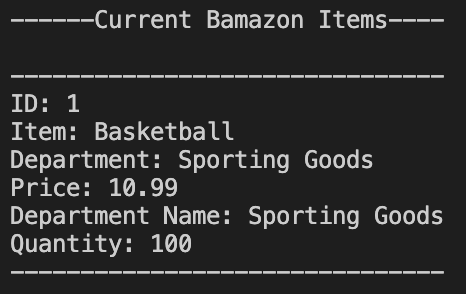 ------Current Bamazon Items----
-------------------------------
ID: 1
Item: Basketball
Department: Sporting Goods
Price: 10.99
Department Name: Sporting Goods
Quantity: 100
-------------------------------